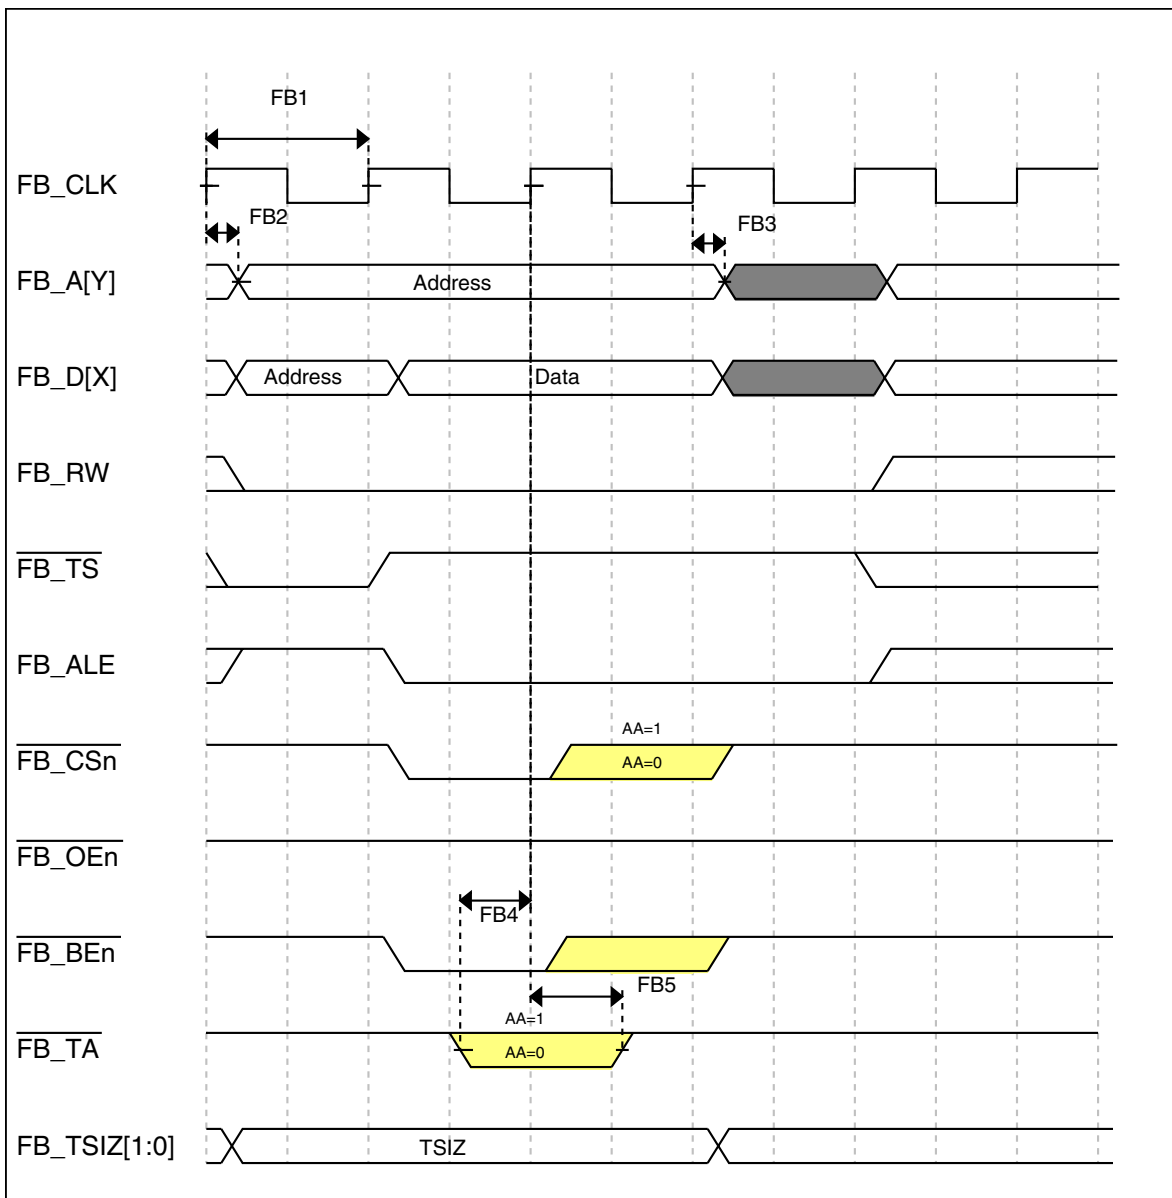 FB1
FB_CLK
FB2
FB3
FB_A[Y]
Address
FB_D[X]
Address
Data
FB_RW
FB_TS
FB_ALE
AA=1
FB_CSn
AA=0
FB_OEn
FB4
FB_BEn
FB5
AA=1
FB_TA
AA=0
FB_TSIZ[1:0]
TSIZ